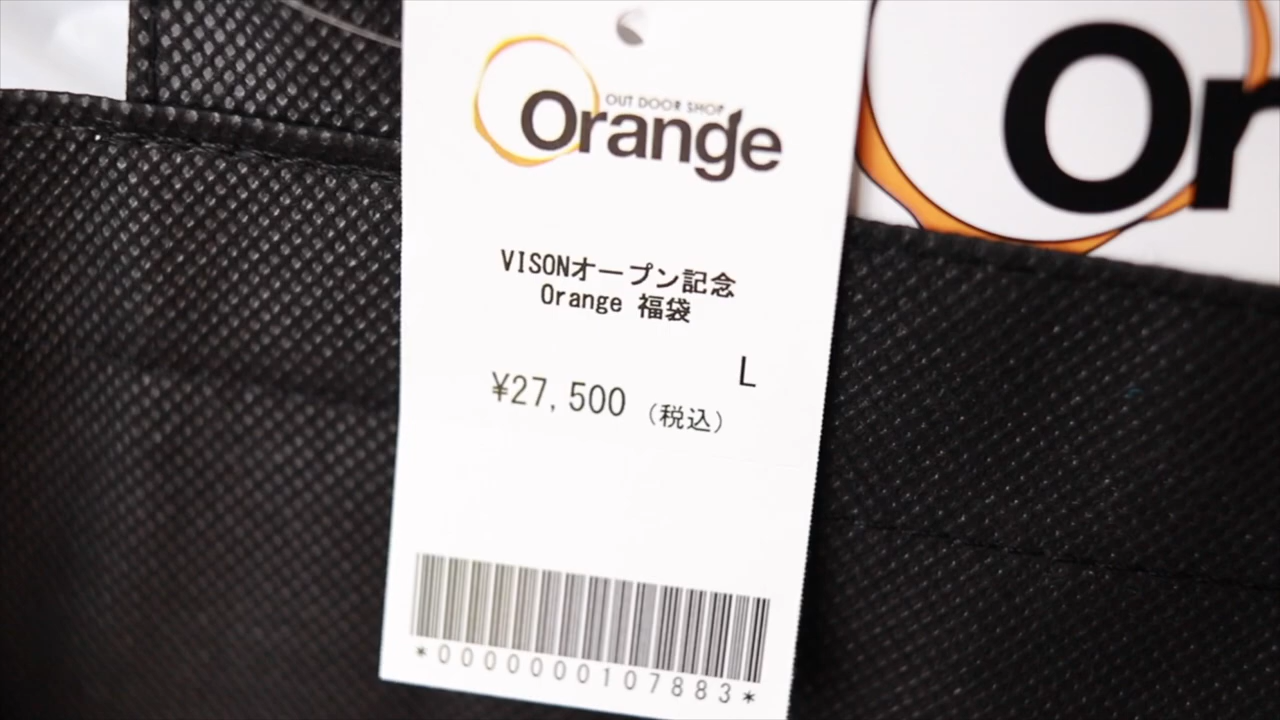 OUT DOOR SHOP
Orange
VISONオープン記念
Orange 福袋
L
¥27,500 (税込)
*0000000107883*
Or